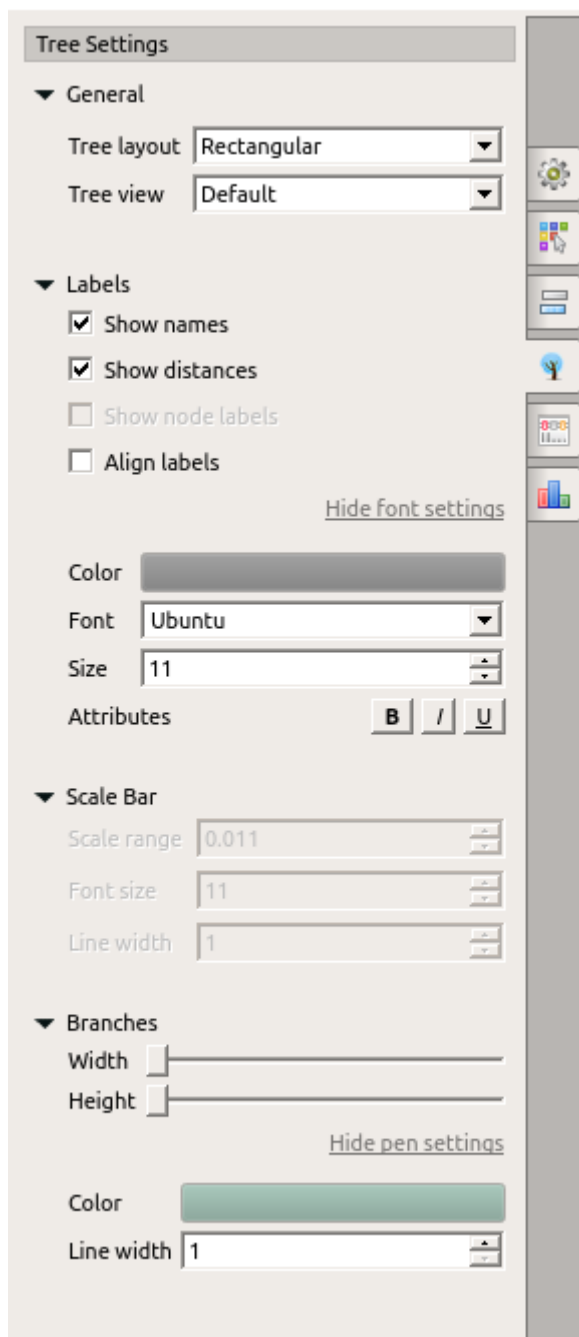 Tree Settings
General
Tree layout Rectangular
Tree view Default
Labels
Show names
Show distances
Show node labels
Align labels
Hide font settings
Color
Font Ubuntu
Size 11
Attributes B I U
Scale Bar
Scale range 0.011
Font size 11
Line width 1
Branches
Width
Height
Hide pen settings
Color
Line width 1